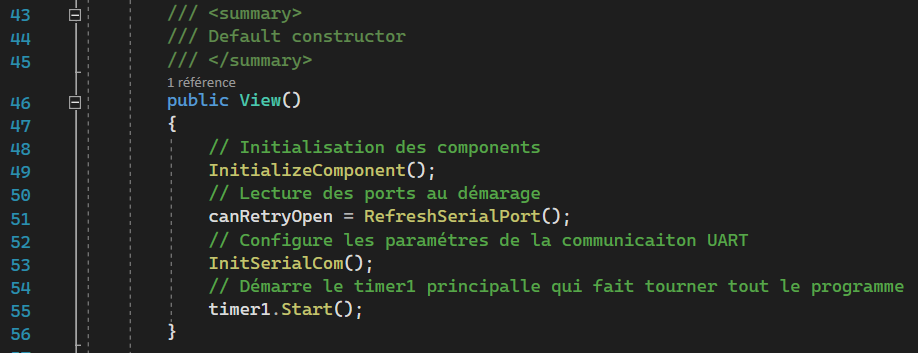 43 /// <summary>
44 /// Default constructor
45 /// </summary>
1 référence
46 public View()
47 {
48 // Initialisation des components
49 InitializeComponent();
50 // Lecture des ports au démarage
51 canRetryOpen = RefreshSerialPort();
52 // Configure les paramétres de la communicaiton UART
53 InitSerialCom();
54 // Démarre le timer1 principalle qui fait tourner tout le programme
55 timer1.Start();
56 }